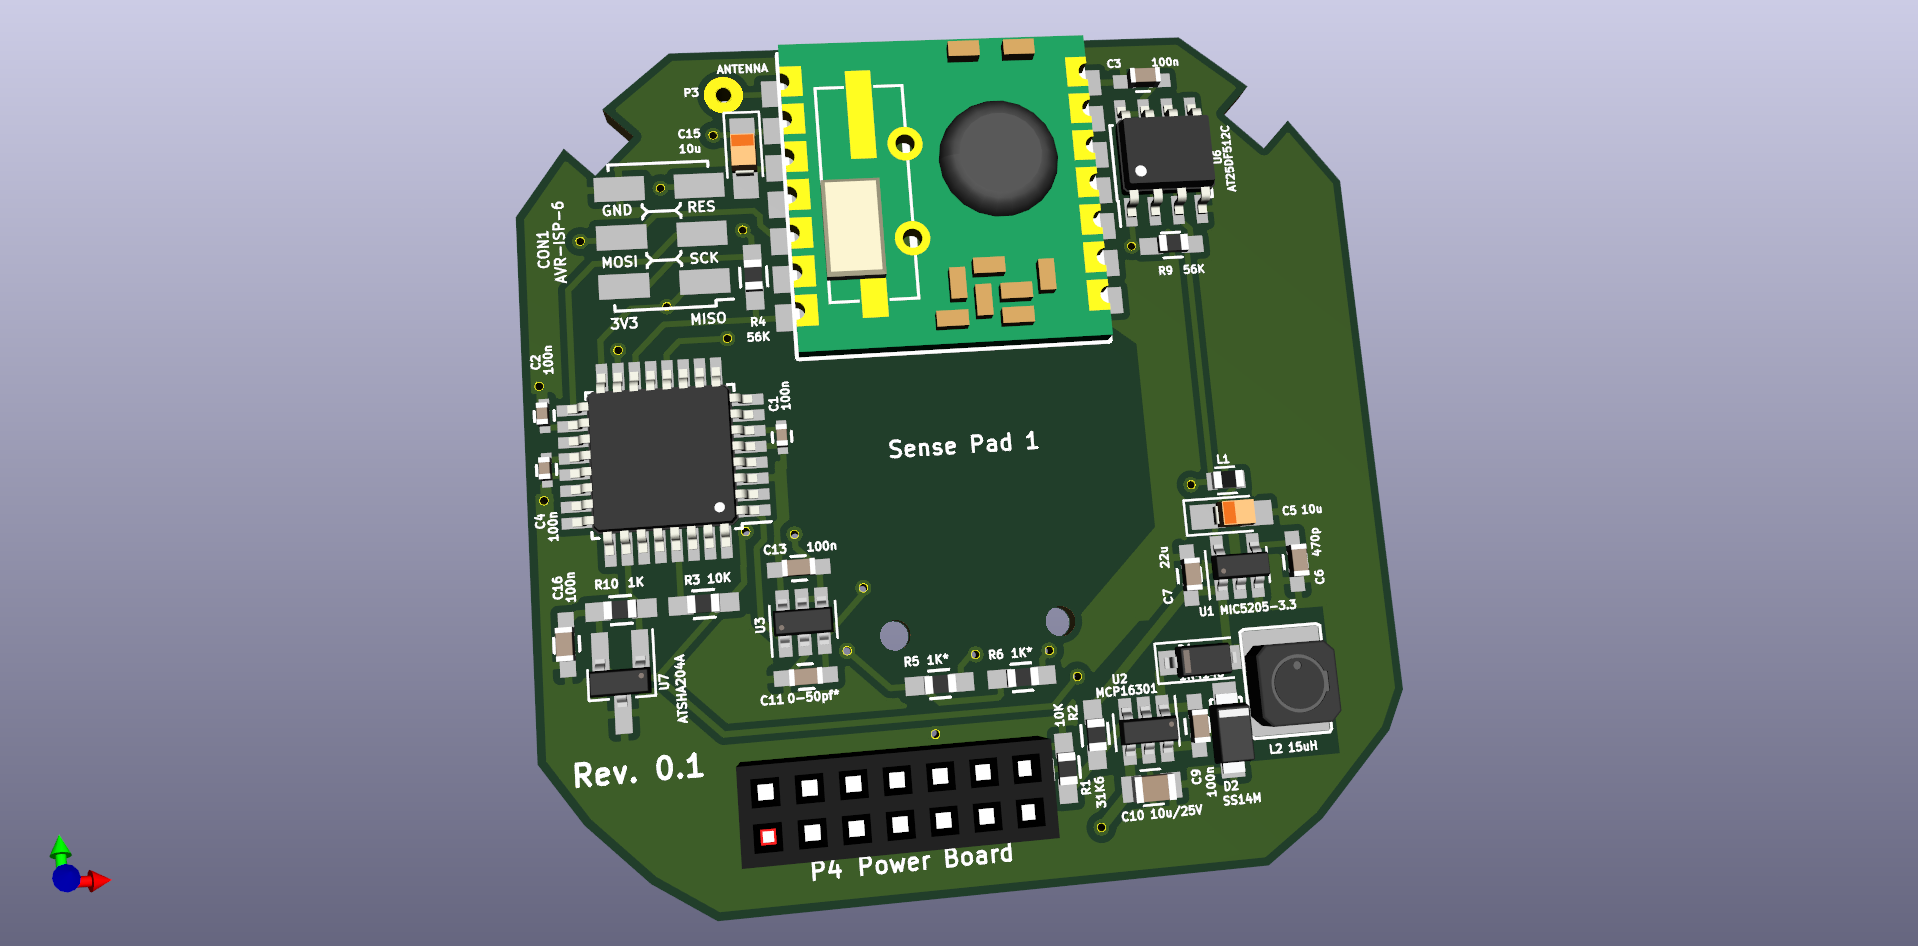 ANTENNA
P3
C15
10u
C3 100n
U6
AT25DF512C
GND RES
CON1
AVR-ISP-6
MOSI SCK
3V3 MISO
R4
56K
R9 56K
C2
100n
C1
100n
Sense Pad 1
L1
C5 10u
C4
100n
C13 100n
22u
C7
470p
C6
U1 MIC5205-3.3
C16
100n
R10 1K
R3 10K
U3
R5 1K*
R6 1K*
U7
ATSHA204A
C11 0-50pf*
U2
MCP16301
10K
R2
R1
31K6
L2 15uH
C9
100n
D2
SS14M
C10 10u/25V
Rev. 0.1
P4 Power Board